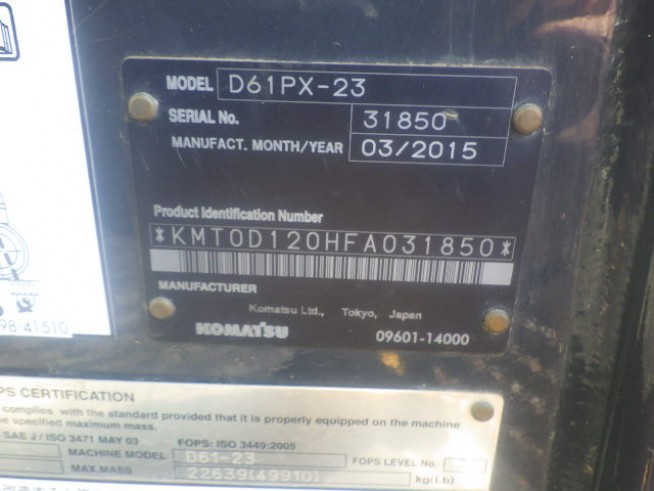 MODEL D61PX-23
SERIAL No. 31850
MANUFACT. MONTH/YEAR 03/2015
Product Identification Number
*KMT0D120HFA031850*
MANUFACTURER
Komatsu Ltd., Tokyo, Japan
KOMATSU 09601-14000
98-41510
PS CERTIFICATION
complies with the standard provided that it is properly equipped on the machine
e specified maximum mass.
SAE J / ISO 3471 MAY 03 FOPS: ISO 3449:2005
MACHINE MODEL D61-23 FOPS LEVEL No.
MAX.MASS 22639(49910) kg(Lb)